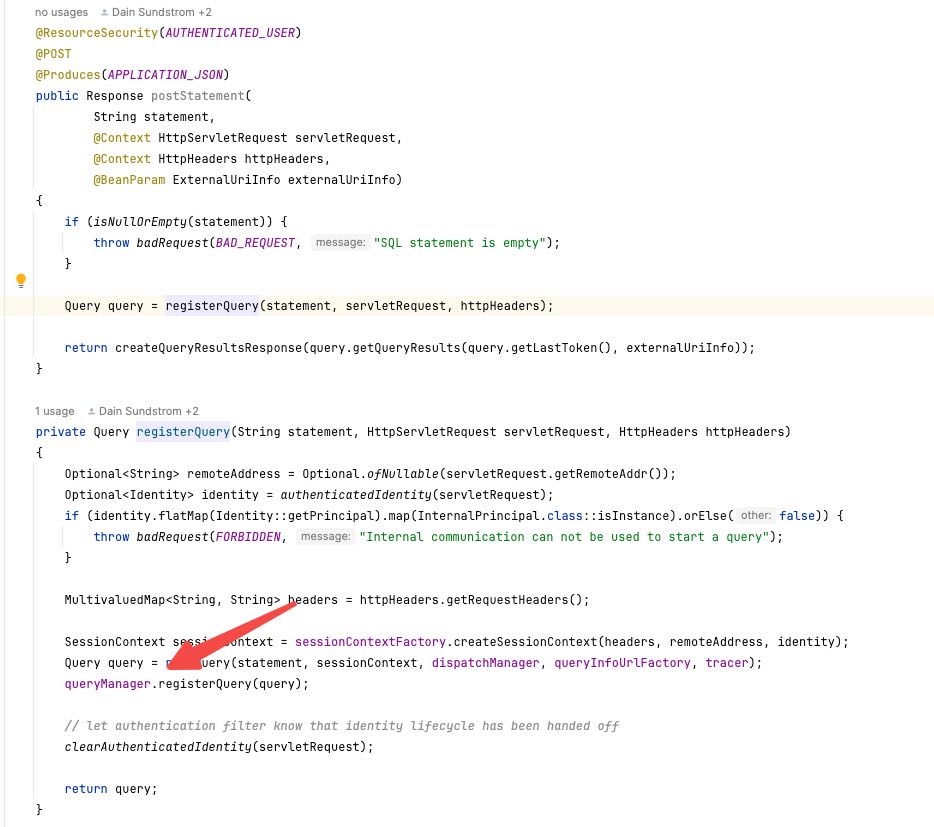 no usages Dain Sundstrom +2
@ResourceSecurity(AUTHENTICATED_USER)
@POST
@Produces(APPLICATION_JSON)
public Response postStatement(
String statement,
@Context HttpServletRequest servletRequest,
@Context HttpHeaders httpHeaders,
@BeanParam ExternalUriInfo externalUriInfo)
{
if (isNullOrEmpty(statement)) {
throw badRequest(BAD_REQUEST, message: "SQL statement is empty");
}
Query query = registerQuery(statement, servletRequest, httpHeaders);
return createQueryResultsResponse(query.getQueryResults(query.getLastToken(), externalUriInfo));
}
1 usage Dain Sundstrom +2
private Query registerQuery(String statement, HttpServletRequest servletRequest, HttpHeaders httpHeaders)
{
Optional<String> remoteAddress = Optional.ofNullable(servletRequest.getRemoteAddr());
Optional<Identity> identity = authenticatedIdentity(servletRequest);
if (identity.flatMap(Identity::getPrincipal).map(InternalPrincipal.class::isInstance).orElse( other: false)) {
throw badRequest(FORBIDDEN, message: "Internal communication can not be used to start a query");
}
MultivaluedMap<String, String> headers = httpHeaders.getRequestHeaders();
SessionContext sessionContext = sessionContextFactory.createSessionContext(headers, remoteAddress, identity);
Query query = Query(statement, sessionContext, dispatchManager, queryInfoUrlFactory, tracer);
queryManager.registerQuery(query);
// let authentication filter know that identity lifecycle has been handed off
clearAuthenticatedIdentity(servletRequest);
return query;
}